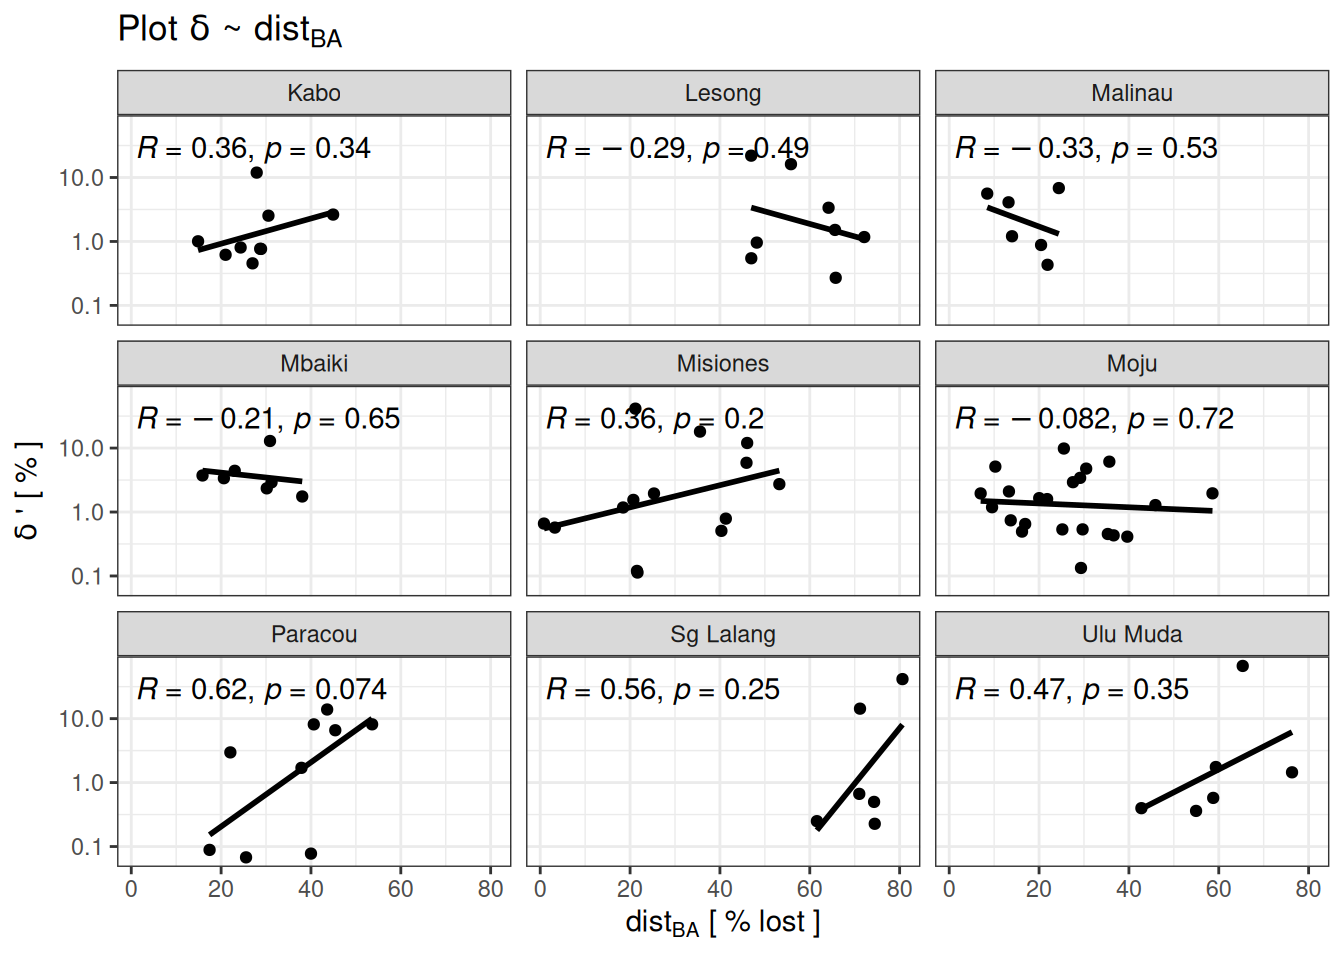 Plot δ ~ distBA
Kabo Lesong Malinau
R = 0.36, p = 0.34 R = − 0.29, p = 0.49 R = − 0.33, p = 0.53
10.0
1.0
0.1
Mbaiki Misiones Moju
R = − 0.21, p = 0.65 R = 0.36, p = 0.2 R = − 0.082, p = 0.72
10.0
1.0
0.1
δ ' [ % ]
Paracou Sg Lalang Ulu Muda
R = 0.62, p = 0.074 R = 0.56, p = 0.25 R = 0.47, p = 0.35
10.0
1.0
0.1
0 20 40 60 80 0 20 40 60 80 0 20 40 60 80
distBA [ % lost ]